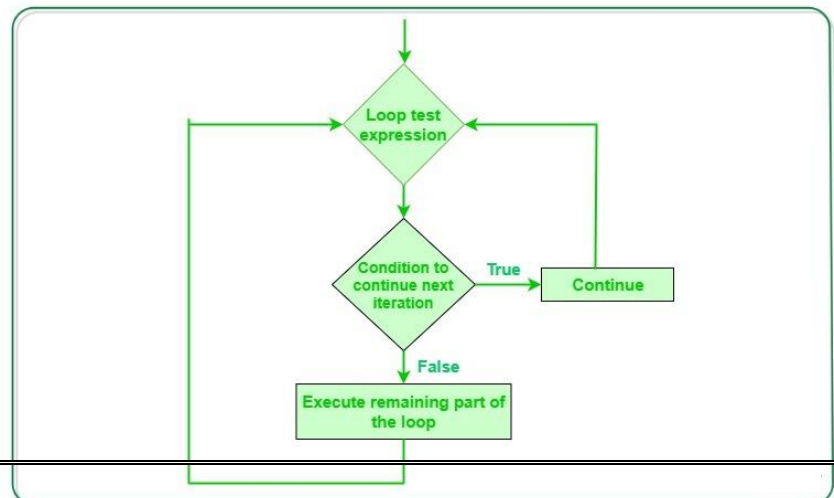 Loop test
expression
Condition to
continue next
iteration
True
Continue
False
Execute remaining part of
the loop